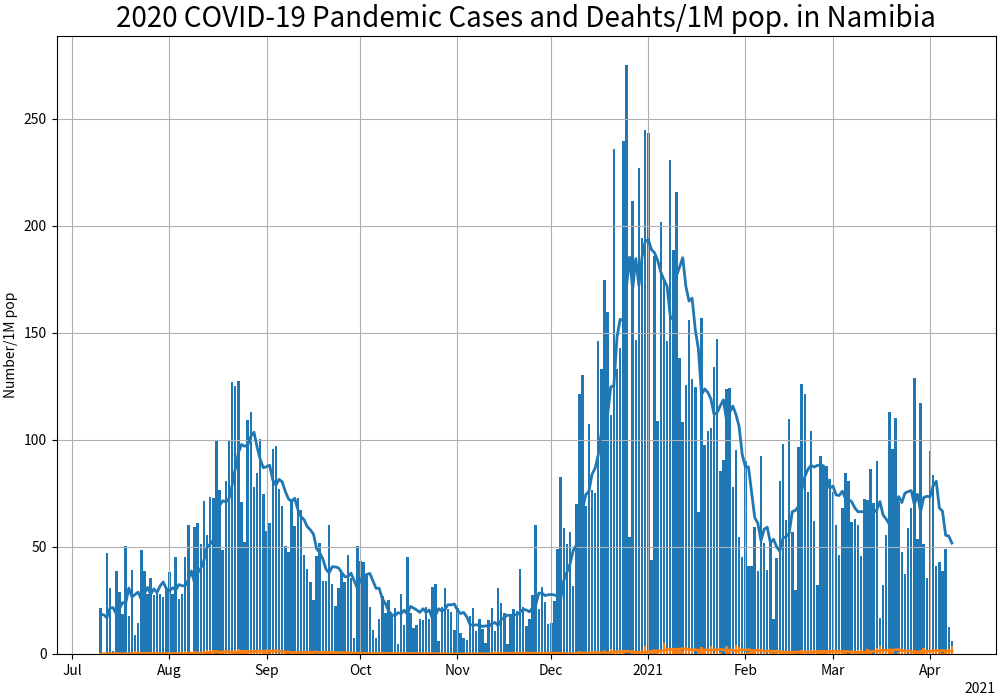 2020 COVID-19 Pandemic Cases and Deahts/1M pop. in Namibia
Number/1M pop
250
200
150
100
50
0
Jul Aug Sep Oct Nov Dec 2021 Feb Mar Apr
2021